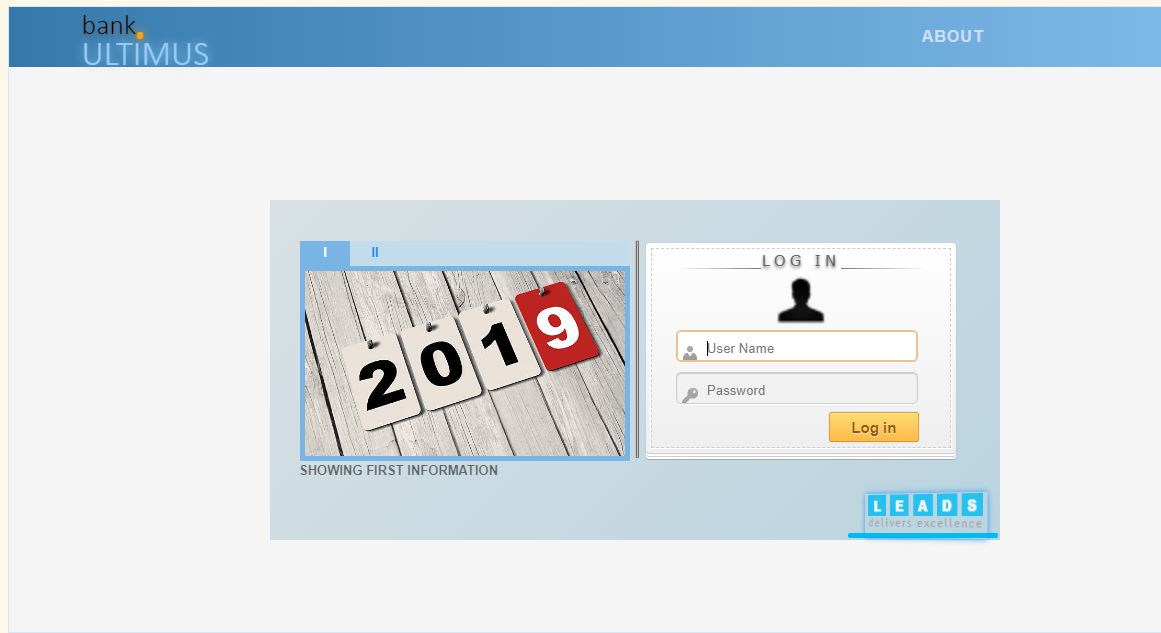 bank.
ULTIMUS
ABOUT
I
II
2019
SHOWING FIRST INFORMATION
LOG IN
User Name
Password
Log in
LEADS
delivers excellence